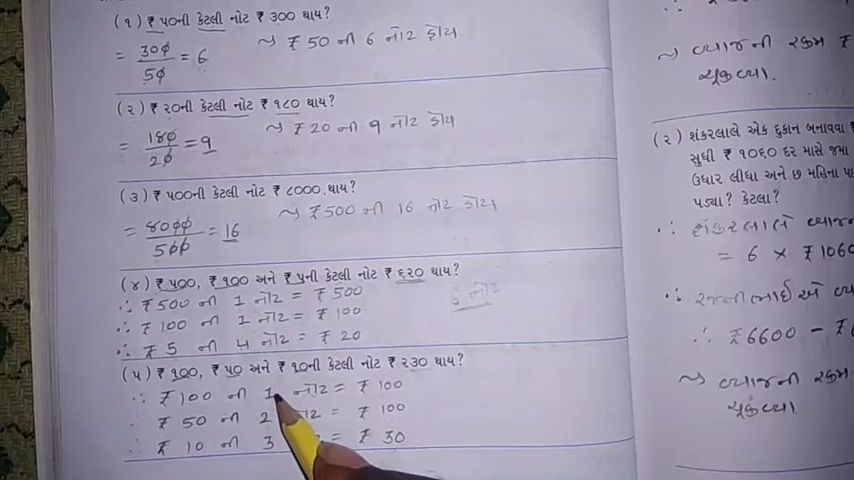 (૧) ₹ ૫૦ની કેટલી નોટ ₹ ૩૦૦ થાય?
= 300/50 = 6 ~ ₹ 50 ની 6 નોટ હોય.
(૨) ₹ ૨૦ની કેટલી નોટ ₹ ૧૮૦ થાય?
= 180/20 = 9 ~ ₹ 20 ની 9 નોટ હોય
(૩) ₹ ૫૦૦ની કેટલી નોટ ₹ ૮૦૦૦ થાય?
= 8000/500 = 16 ~ ₹500 ની 16 નોટ હોય
(૪) ₹ ૫૦૦, ₹ ૧૦૦ અને ₹ ૫ની કેટલી નોટ ₹ ૬૨૦ થાય?
∴ ₹500 ની 1 નોટ = ₹ 500
∴ ₹ 100 ની 1 નોટ = ₹ 100
∴ ₹ 5 ની ૫ નોટ = ₹ 20
(૫) ₹ ૧૦૦, ₹ ૫૦ અને ₹ ૧૦ની કેટલી નોટ ₹ ૨૩૦ થાય?
∴ ₹ 100 ની 1 નોટ = ₹ 100
₹ 50 ની 2 = ₹ 100
₹ 10 ની 3 = ₹ 30
~ વ્યાજની રકમ ₹
ચૂકવ્યા.
(૨) શંકરલાલે એક દુકાન બનાવવા ₹
સુધી ₹ ૧૦૬૦ દર માસે જમા
ઉધાર લીધા અને છ મહિના પછ
પડ્યા? કેટલા?
∴ શંકરલાલે વ્યાજ
= 6 × ₹ 1060
∴ ₹6600 - ₹6
~ વ્યાજની રકમ
ચૂકવ્યા.